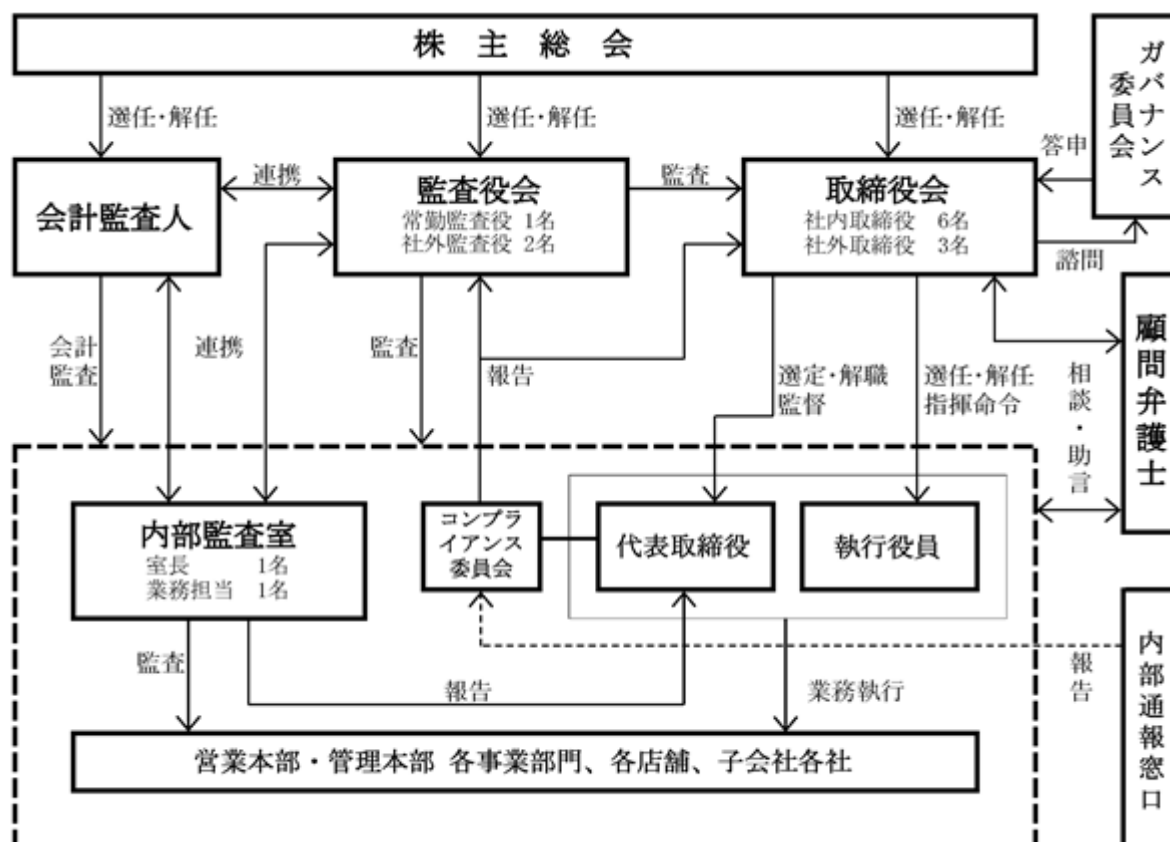 株主総会
ガバナンス
委員会
選任・解任
選任・解任
選任・解任
答申
会計監査人
連携
監査役会
常勤監査役 1名
社外監査役 2名
監査
取締役会
社内取締役 6名
社外取締役 3名
諮問
会計
監査
連携
監査
報告
選定・解職
監督
選任・解任
指揮命令
相談・助言
顧問弁護士
内部監査室
室長 1名
業務担当 1名
コンプラ
イアンス
委員会
代表取締役
執行役員
監査
報告
業務執行
報告
内部通報窓口
営業本部・管理本部 各事業部門、各店舗、子会社各社